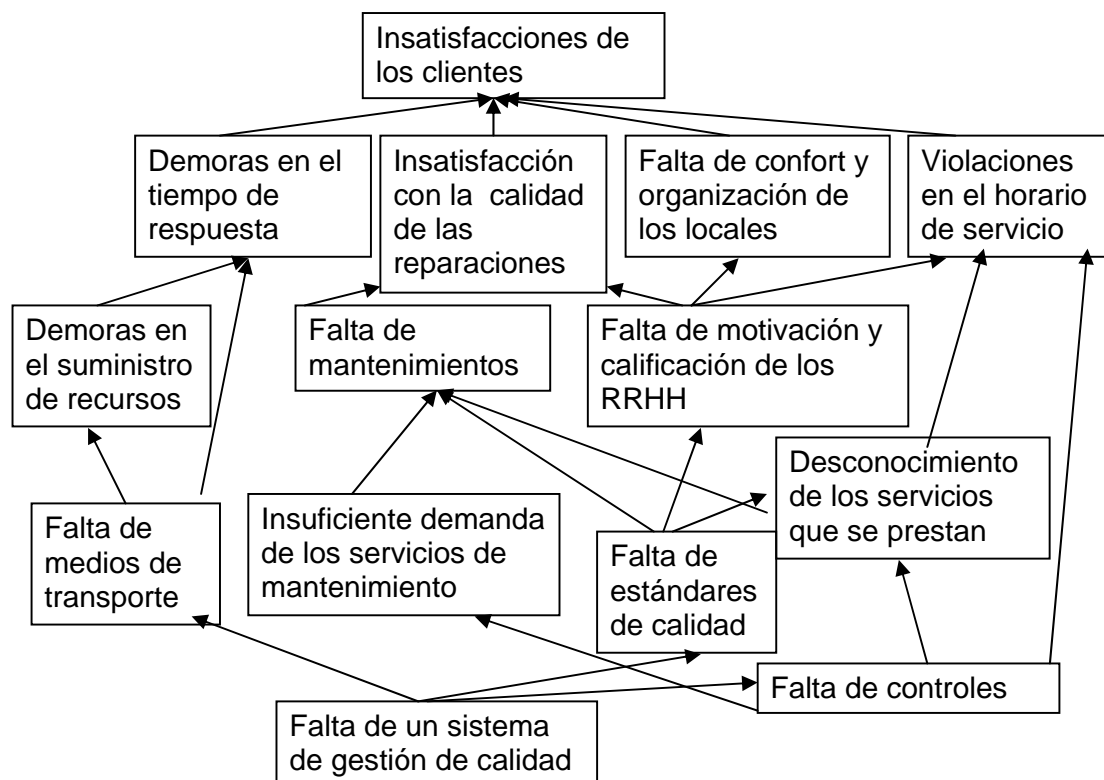 Insatisfacciones de
los clientes
Demoras en el
tiempo de
respuesta
Insatisfacción
con la calidad
de las
reparaciones
Falta de confort y
organización de
los locales
Violaciones
en el horario
de servicio
Demoras en
el suministro
de recursos
Falta de
mantenimientos
Falta de motivación y
calificación de los
RRHH
Desconocimiento
de los servicios
que se prestan
Falta de
medios de
transporte
Insuficiente demanda
de los servicios de
mantenimiento
Falta de
estándares
de calidad
Falta de controles
Falta de un sistema
de gestión de calidad